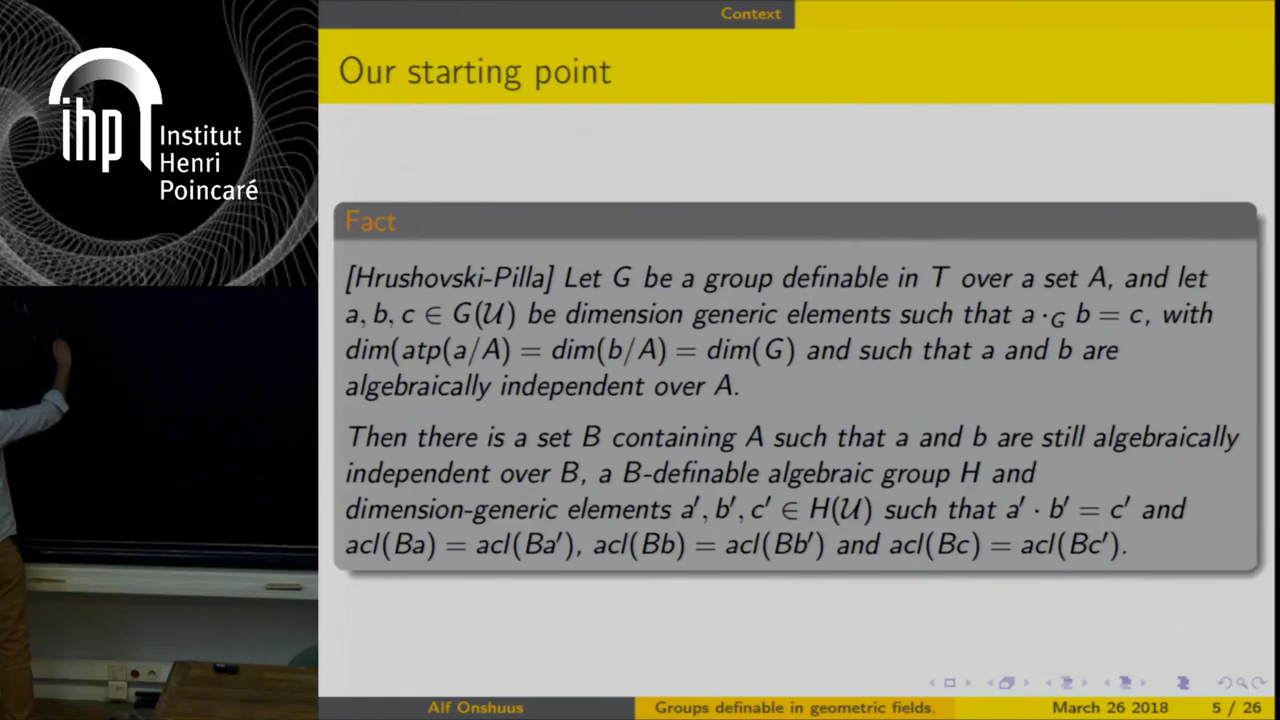 ihp Institut
Henri
Poincaré
Context
Our starting point
Fact
[Hrushovski-Pilla] Let G be a group definable in T over a set A, and let
a, b, c ∈ G(𝒰) be dimension generic elements such that a ·_G b = c, with
dim(atp(a/A) = dim(b/A) = dim(G) and such that a and b are
algebraically independent over A.
Then there is a set B containing A such that a and b are still algebraically
independent over B, a B-definable algebraic group H and
dimension-generic elements a′, b′, c′ ∈ H(𝒰) such that a′ · b′ = c′ and
acl(Ba) = acl(Ba′), acl(Bb) = acl(Bb′) and acl(Bc) = acl(Bc′).
Alf Onshuus
Groups definable in geometric fields.
March 26 2018
5 / 26